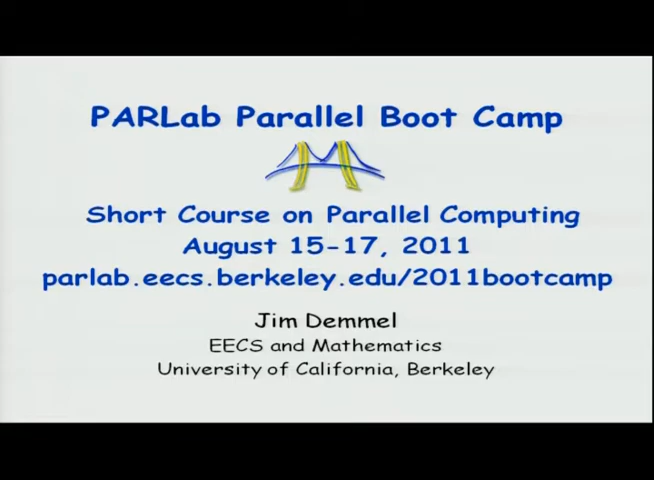 PARLab Parallel Boot Camp
Short Course on Parallel Computing
August 15-17, 2011
parlab.eecs.berkeley.edu/2011bootcamp
Jim Demmel
EECS and Mathematics
University of California, Berkeley